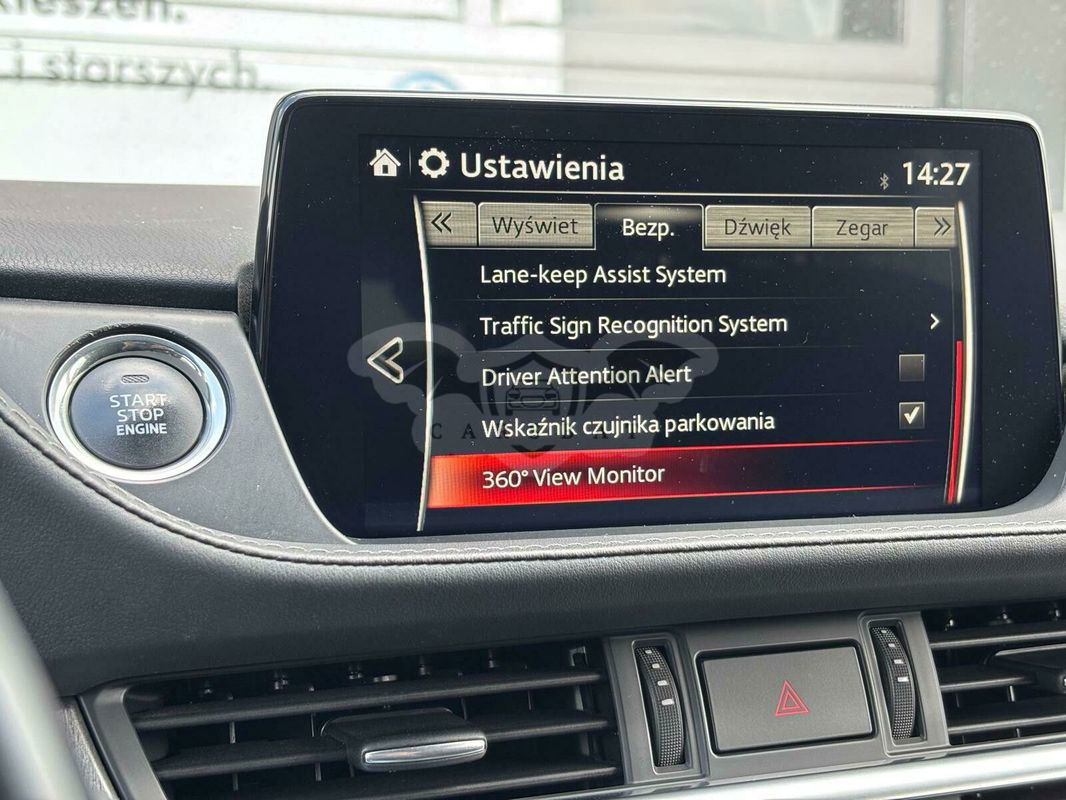 kieszeń.
i starszych.
Ustawienia
14:27
Wyświet Bezp. Dźwięk Zegar
Lane-keep Assist System
Traffic Sign Recognition System
Driver Attention Alert
Wskaźnik czujnika parkowania
360° View Monitor
START
STOP
ENGINE